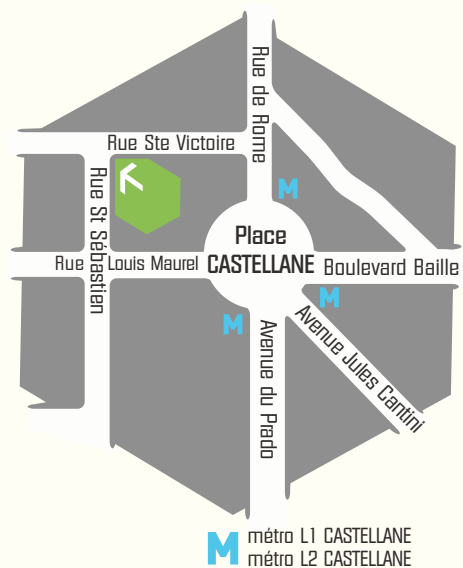 Rue de Rome
Rue Ste Victoire
M
Rue St Sébastien
Place
CASTELLANE
Rue Louis Maurel
Boulevard Baille
M
M
Avenue Jules Cantini
Avenue du Prado
M métro L1 CASTELLANE
métro L2 CASTELLANE